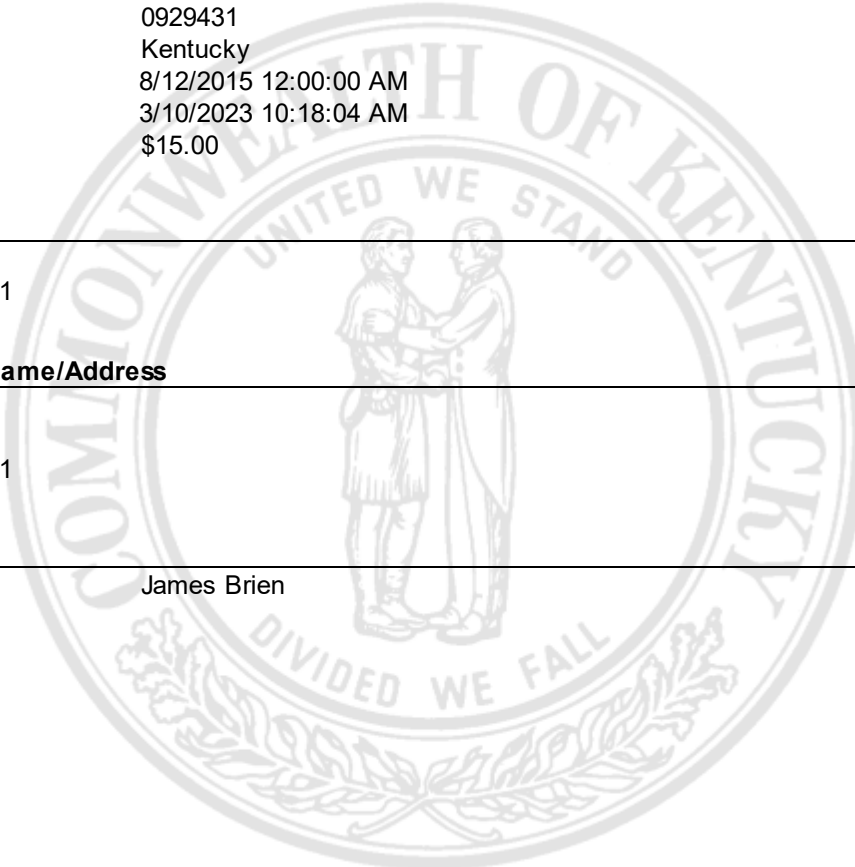 0929431
Kentucky
8/12/2015 12:00:00 AM
3/10/2023 10:18:04 AM
$15.00
1
ame/Address
1
James Brien
COMMONWEALTH OF KENTUCKY
UNITED WE STAND
DIVIDED WE FALL